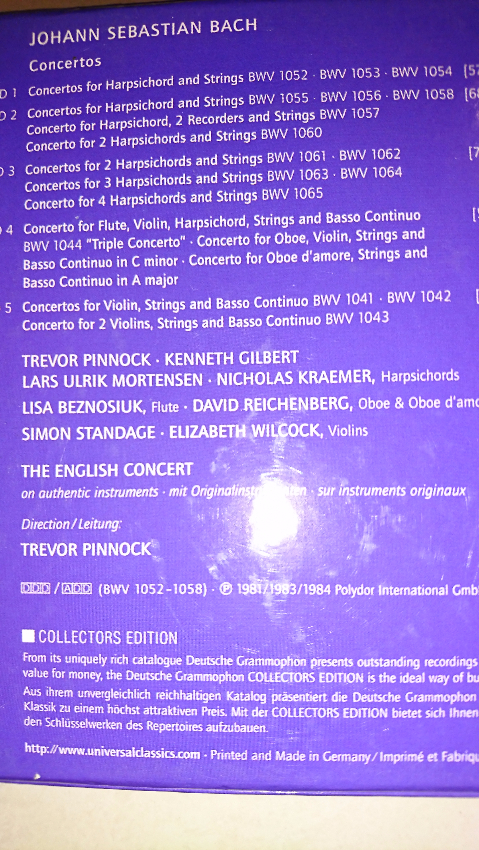 JOHANN SEBASTIAN BACH
Concertos
D 1 Concertos for Harpsichord and Strings BWV 1052 · BWV 1053 · BWV 1054
D 2 Concertos for Harpsichord and Strings BWV 1055 · BWV 1056 · BWV 1058
Concerto for Harpsichord, 2 Recorders and Strings BWV 1057
Concerto for 2 Harpsichords and Strings BWV 1060
3 Concertos for 2 Harpsichords and Strings BWV 1061 · BWV 1062
Concertos for 3 Harpsichords and Strings BWV 1063 · BWV 1064
Concerto for 4 Harpsichords and Strings BWV 1065
4 Concerto for Flute, Violin, Harpsichord, Strings and Basso Continuo
BWV 1044 "Triple Concerto" · Concerto for Oboe, Violin, Strings and
Basso Continuo in C minor · Concerto for Oboe d'amore, Strings and
Basso Continuo in A major
5 Concertos for Violin, Strings and Basso Continuo BWV 1041 · BWV 1042
Concerto for 2 Violins, Strings and Basso Continuo BWV 1043
TREVOR PINNOCK · KENNETH GILBERT
LARS ULRIK MORTENSEN · NICHOLAS KRAEMER, Harpsichords
LISA BEZNOSIUK, Flute · DAVID REICHENBERG, Oboe & Oboe d'amo
SIMON STANDAGE · ELIZABETH WILCOCK, Violins
THE ENGLISH CONCERT
on authentic instruments · mit Originalinstrumenten · sur instruments originaux
Direction/Leitung:
TREVOR PINNOCK
DDD / ADD (BWV 1052–1058) · ℗ 1981/1983/1984 Polydor International Gmb
COLLECTORS EDITION
From its uniquely rich catalogue Deutsche Grammophon presents outstanding recordings
value for money, the Deutsche Grammophon COLLECTORS EDITION is the ideal way of bu
Aus ihrem unvergleichlich reichhaltigen Katalog präsentiert die Deutsche Grammophon
Klassik zu einem höchst attraktiven Preis. Mit der COLLECTORS EDITION bietet sich Ihnen
den Schlüsselwerken des Repertoires aufzubauen.
http://www.universalclassics.com · Printed and Made in Germany/Imprimé et Fabriqu